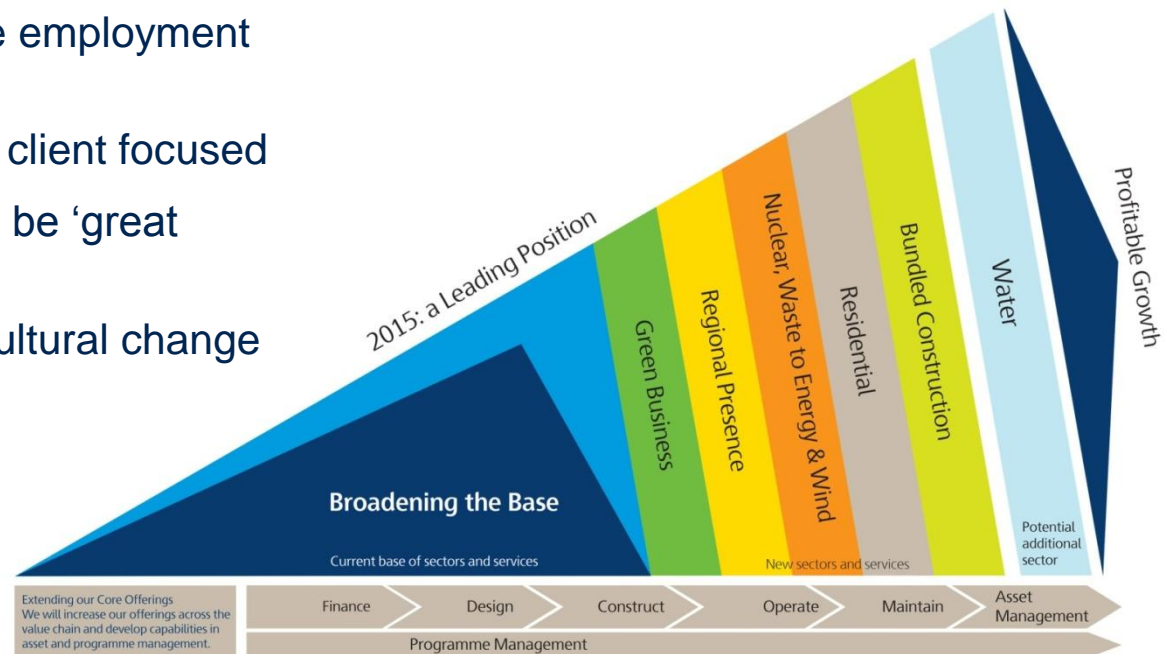 e employment
client focused
be ‘great
ultural change
2015: a Leading Position
Green Business
Regional Presence
Nuclear, Waste to Energy & Wind
Residential
Bundled Construction
Water
Profitable Growth
Broadening the Base
Current base of sectors and services
New sectors and services
Potential
additional
sector
Extending our Core Offerings
We will increase our offerings across the
value chain and develop capabilities in
asset and programme management.
Finance
Design
Construct
Operate
Maintain
Asset
Management
Programme Management